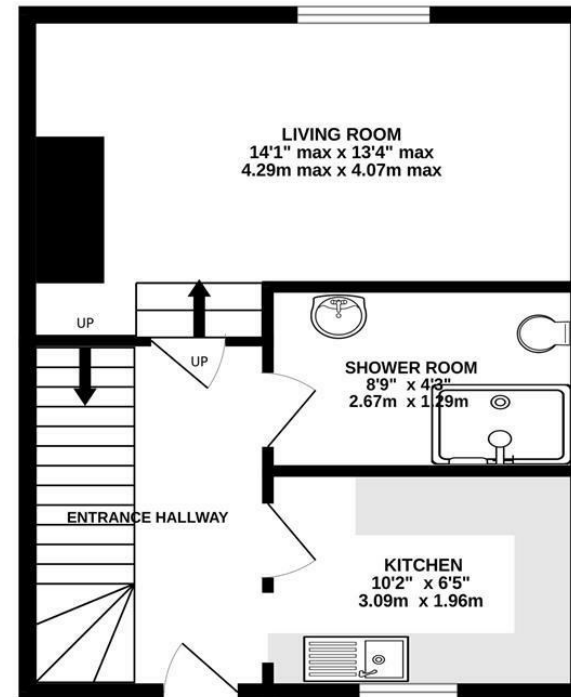 LIVING ROOM
14'1" max x 13'4" max
4.29m max x 4.07m max
UP
UP
SHOWER ROOM
8'9" x 4'3"
2.67m x 1.29m
ENTRANCE HALLWAY
KITCHEN
10'2" x 6'5"
3.09m x 1.96m